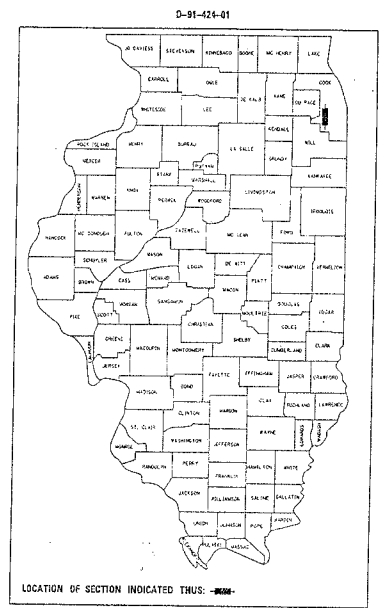 D-91-424-01
JO DAVIESS STEPHENSON WINNEBAGO BOONE MC HENRY LAKE
CARROLL OGLE COOK
WHITESIDE LEE DE KALB KANE DU PAGE
KENDALL WILL
ROCK ISLAND HENRY BUREAU LA SALLE GRUNDY
MERCER PUTNAM KANKAKEE
STARK MARSHALL
HENDERSON WARREN KNOX PEORIA WOODFORD LIVINGSTON IROQUOIS
HANCOCK MC DONOUGH FULTON TAZEWELL MC LEAN FORD
SCHUYLER MASON LOGAN DE WITT CHAMPAIGN VERMILION
ADAMS BROWN CASS MENARD MACON PIATT
PIKE SCOTT MORGAN SANGAMON MOULTRIE DOUGLAS EDGAR
CHRISTIAN COLES
GREENE MACOUPIN MONTGOMERY SHELBY CUMBERLAND CLARK
CALHOUN JERSEY FAYETTE EFFINGHAM JASPER CRAWFORD
MADISON BOND CLAY RICHLAND LAWRENCE
CLINTON MARION
ST. CLAIR WAYNE EDWARDS WABASH
MONROE WASHINGTON JEFFERSON
RANDOLPH PERRY HAMILTON WHITE
FRANKLIN
JACKSON WILLIAMSON SALINE GALLATIN
UNION JOHNSON POPE HARDIN
PULASKI MASSAC
LOCATION OF SECTION INDICATED THUS: